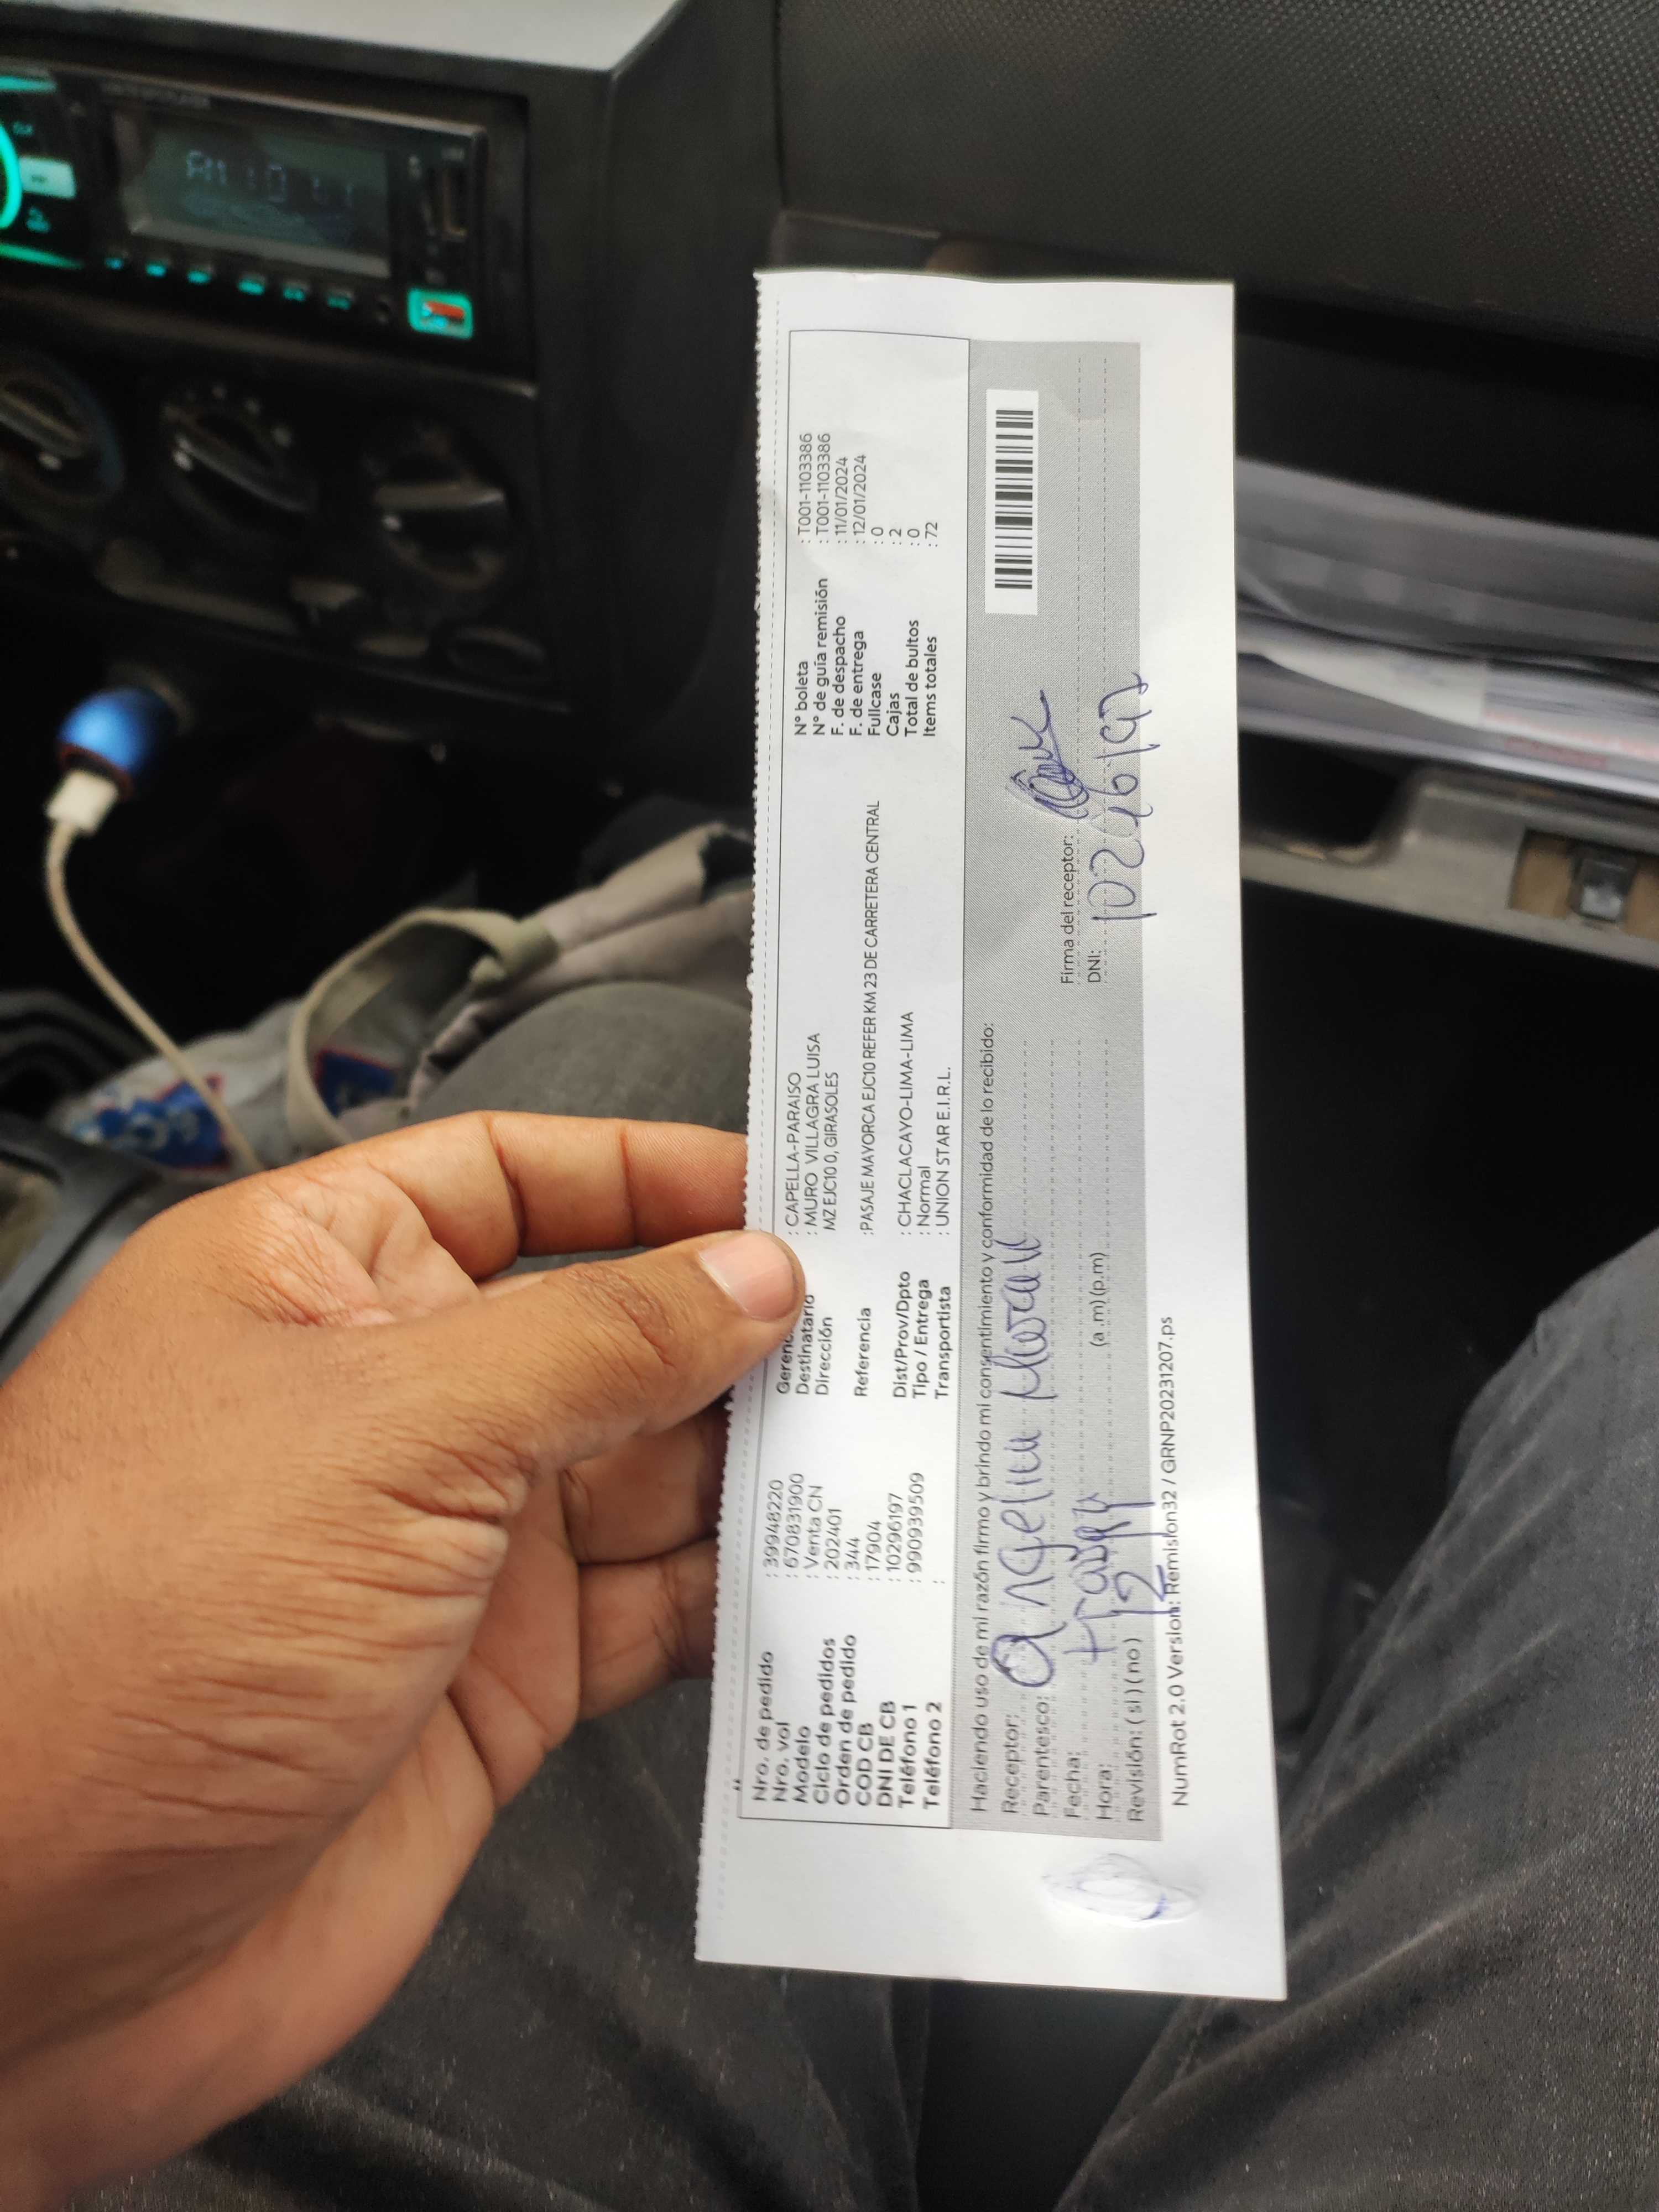 Nro. de pedido : 39948220
Nro. vol : 670831900
Modelo : Venta CN
Ciclo de pedidos : 202401
Orden de pedido : 344
COD CB : 17904
DNI DE CB : 10296197
Teléfono 1 : 990939509
Teléfono 2 :
Gerenc : CAPELLA-PARAISO
Destinatario : MURO VILLAGRA LUISA
Dirección MZ EJC10 0, GIRASOLES
Referencia : PASAJE MAYORCA EJC10 REFER KM 23 DE CARRETERA CENTRAL
Dist/Prov/Dpto : CHACLACAYO-LIMA-LIMA
Tipo / Entrega : Normal
Transportista : UNION STAR E.I.R.L.
N° boleta : T001-1103386
N° de guía remisión : T001-1103386
F. de despacho : 11/01/2024
F. de entrega : 12/01/2024
Fullcase : 0
Cajas : 2
Total de bultos : 0
Items totales : 72
Haciendo uso de mi razón firmo y brindo mi consentimiento y conformidad de lo recibido:
Receptor: angelica
Parentesco:
Fecha: 12
Hora: (a.m) (p.m)
Revisión: ( si ) ( no )
Firma del receptor:
DNI:
NumRot 2.0 Version: Remision32 / GRNP20231207.ps